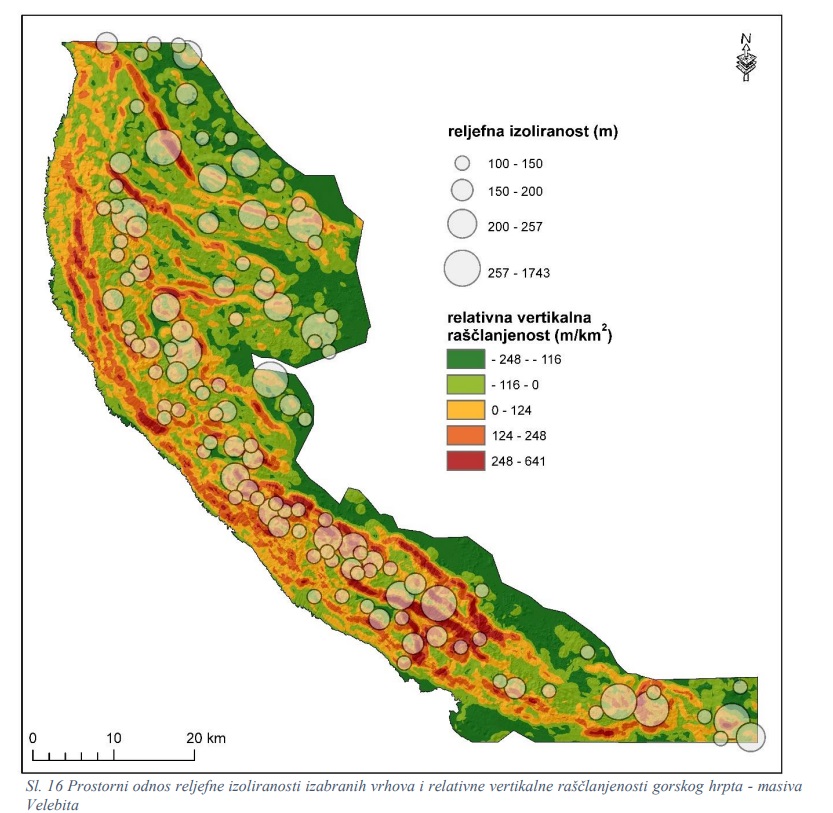 N
reljefna izoliranost (m)
100 - 150
150 - 200
200 - 257
257 - 1743
relativna vertikalna
raščlanjenost (m/km²)
- 248 - - 116
- 116 - 0
0 - 124
124 - 248
248 - 641
0 10 20 km
Sl. 16 Prostorni odnos reljefne izoliranosti izabranih vrhova i relativne vertikalne raščlanjenosti gorskog hrpta - masiva
Velebita